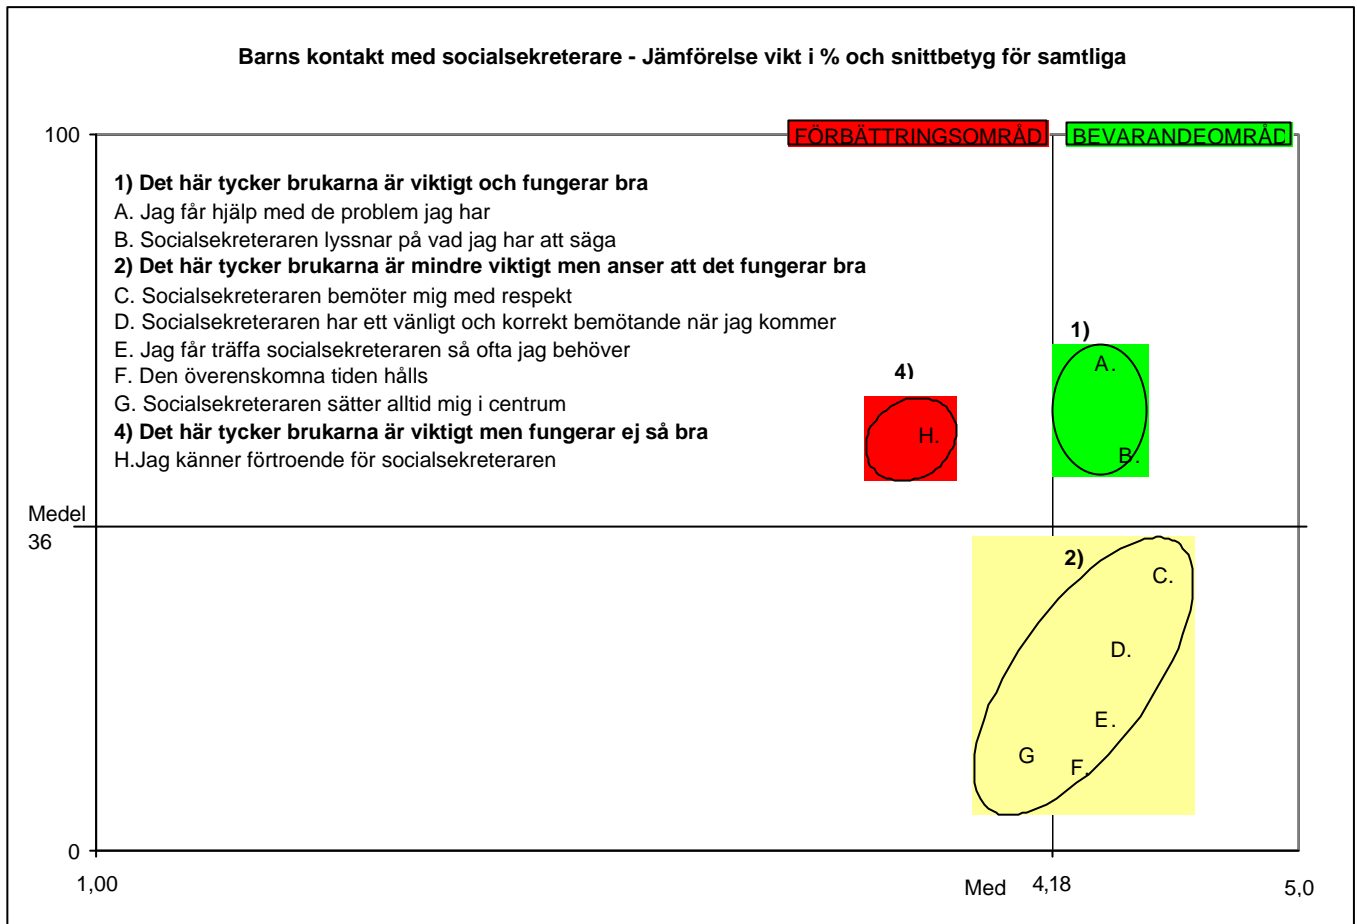 Barns kontakt med socialsekreterare - Jämförelse vikt i % och snittbetyg för samtliga
100
FÖRBÄTTRINGSOMRÅD
BEVARANDEOMRÅD
1) Det här tycker brukarna är viktigt och fungerar bra
A. Jag får hjälp med de problem jag har
B. Socialsekreteraren lyssnar på vad jag har att säga
2) Det här tycker brukarna är mindre viktigt men anser att det fungerar bra
C. Socialsekreteraren bemöter mig med respekt
D. Socialsekreteraren har ett vänligt och korrekt bemötande när jag kommer
E. Jag får träffa socialsekreteraren så ofta jag behöver
F. Den överenskomna tiden hålls
G. Socialsekreteraren sätter alltid mig i centrum
4) Det här tycker brukarna är viktigt men fungerar ej så bra
H.Jag känner förtroende för socialsekreteraren
1)
A.
B.
4)
H.
Medel
36
2)
C.
D.
E.
G
F.
0
1,00
Med
4,18
5,0